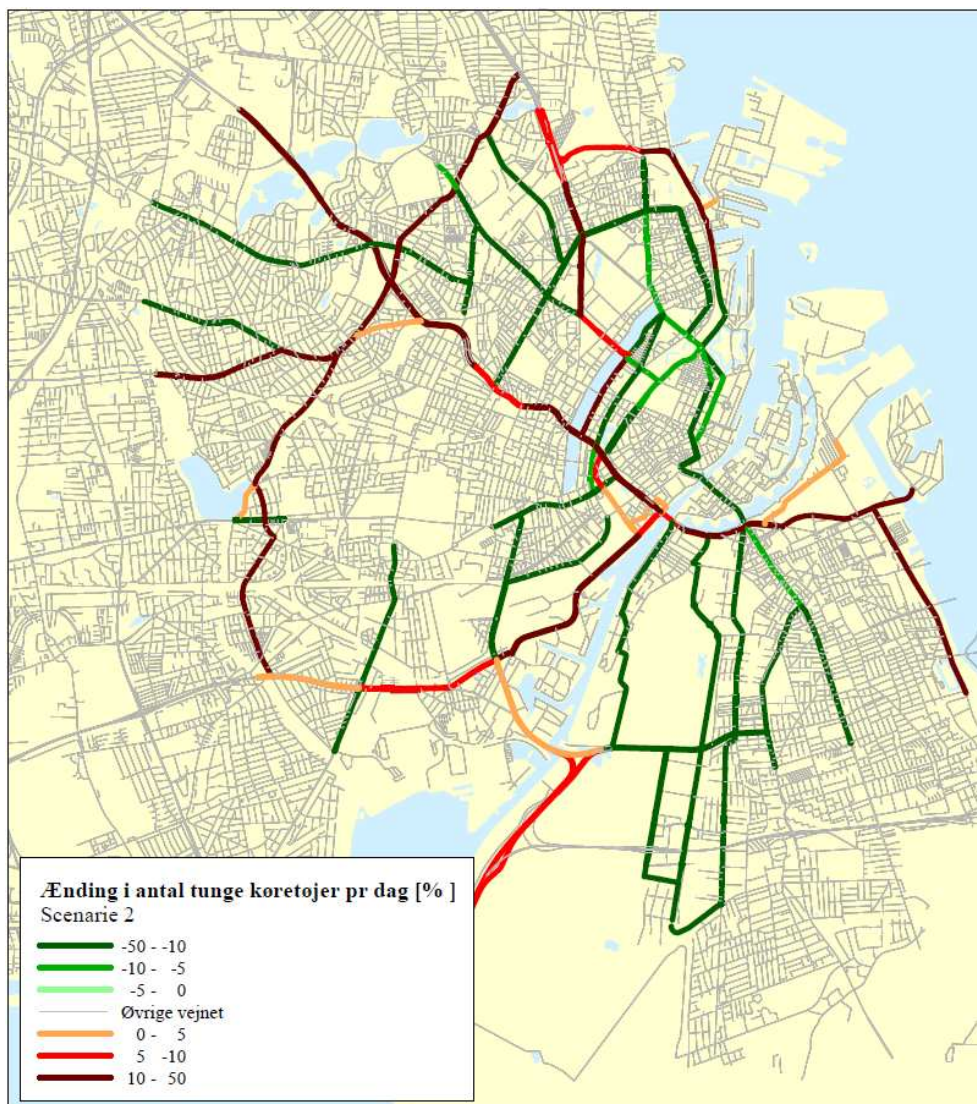 Ænding i antal tunge køretøjer pr dag [% ]
Scenarie 2
-50 - -10
-10 - -5
-5 - 0
Øvrige vejnet
0 - 5
5 -10
10 - 50